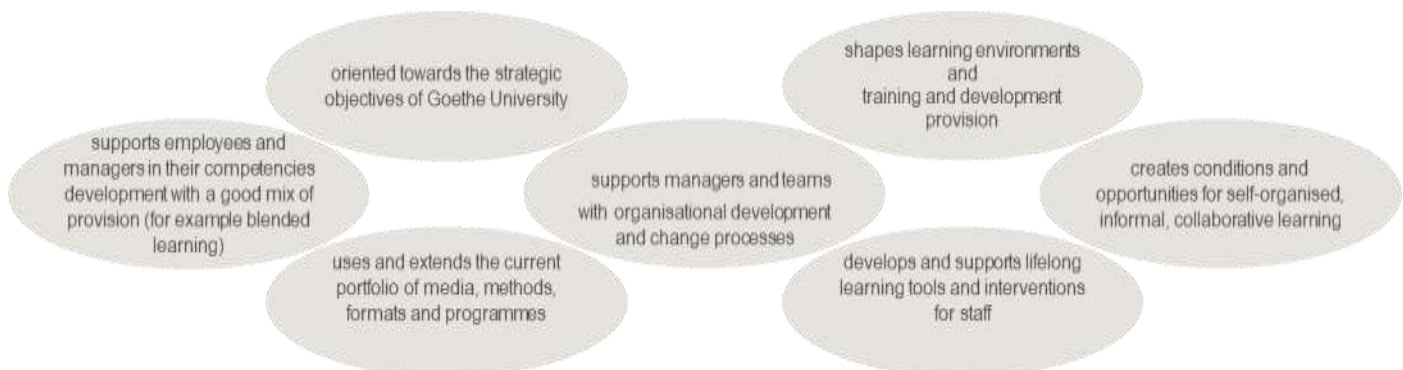 oriented towards the strategic
objectives of Goethe University
shapes learning environments
and
training and development
provision
supports employees and
managers in their competencies
development with a good mix of
provision (for example blended
learning)
supports managers and teams
with organisational development
and change processes
creates conditions and
opportunities for self-organised,
informal, collaborative learning
uses and extends the current
portfolio of media, methods,
formats and programmes
develops and supports lifelong
learning tools and interventions
for staff